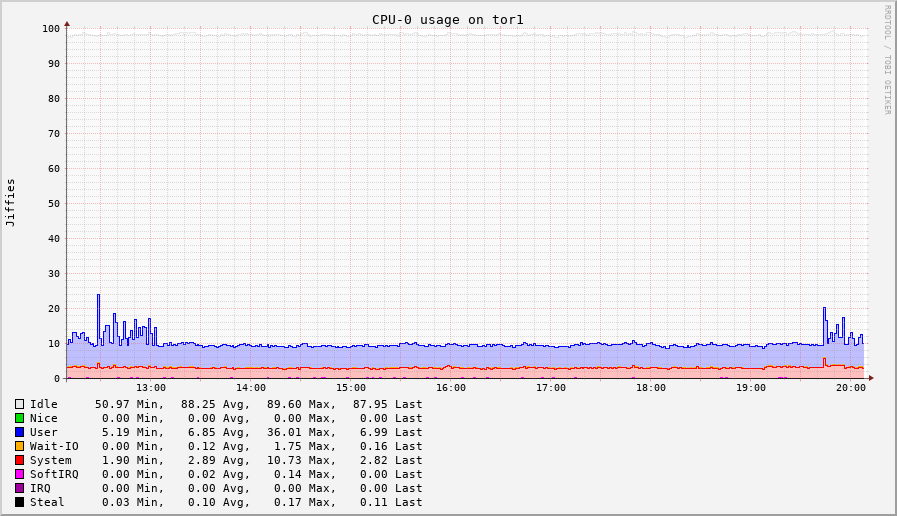 CPU-0 usage on tor1
RRDTOOL / TOBI OETIKER
Jiffies
100
90
80
70
60
50
40
30
20
10
0
13:00 14:00 15:00 16:00 17:00 18:00 19:00 20:00
Idle 50.97 Min, 88.25 Avg, 89.60 Max, 87.95 Last
Nice 0.00 Min, 0.00 Avg, 0.00 Max, 0.00 Last
User 5.19 Min, 6.85 Avg, 36.01 Max, 6.99 Last
Wait-IO 0.00 Min, 0.12 Avg, 1.75 Max, 0.16 Last
System 1.90 Min, 2.89 Avg, 10.73 Max, 2.82 Last
SoftIRQ 0.00 Min, 0.02 Avg, 0.14 Max, 0.00 Last
IRQ 0.00 Min, 0.00 Avg, 0.00 Max, 0.00 Last
Steal 0.03 Min, 0.10 Avg, 0.17 Max, 0.11 Last